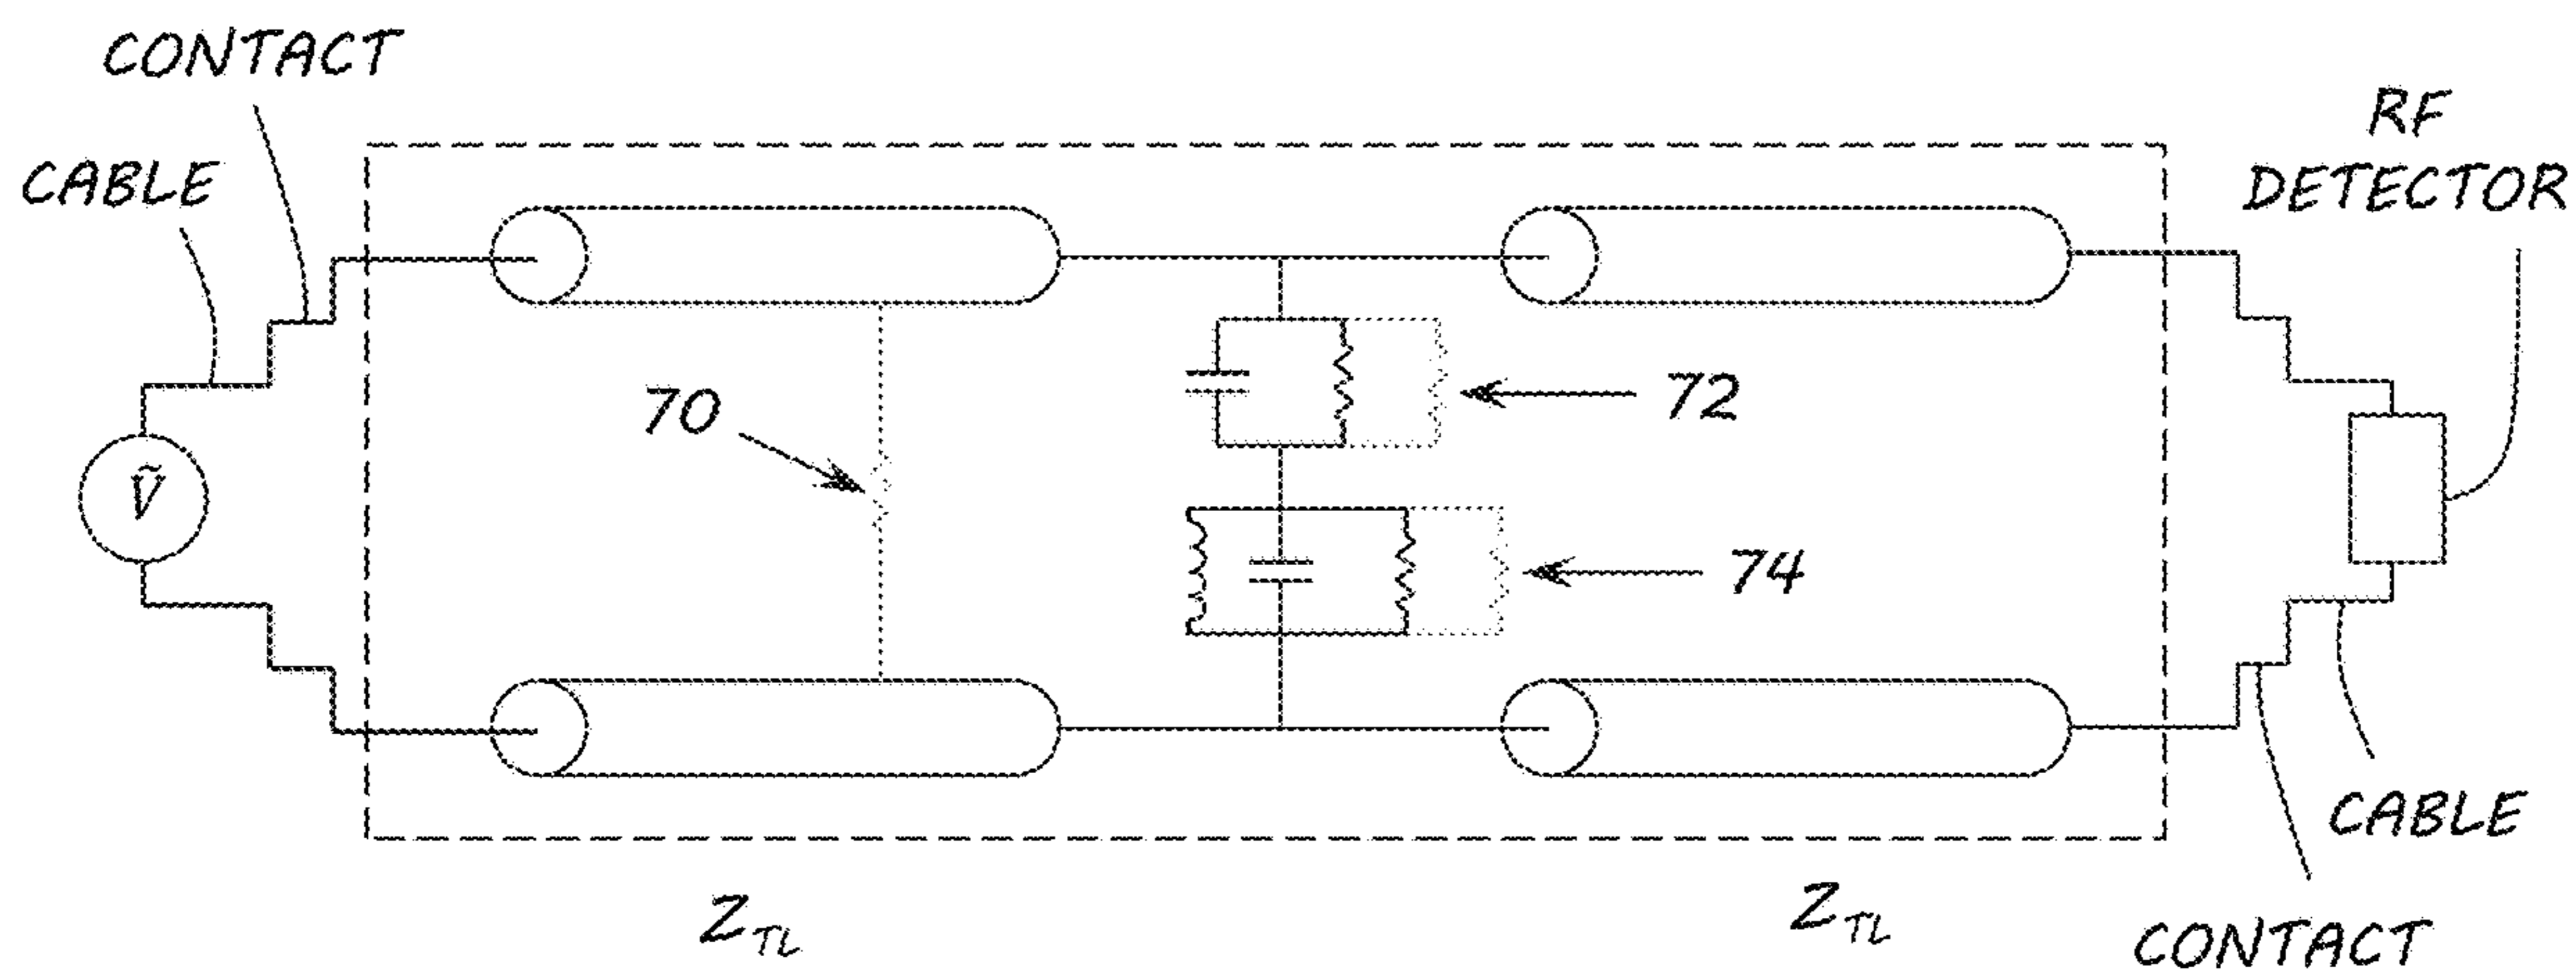 CONTACT
CABLE
RF
DETECTOR
70
72
Ṽ
74
CABLE
Z_TL
Z_TL
CONTACT